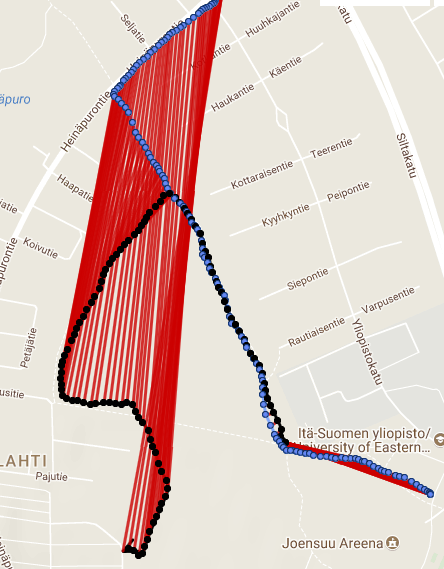 Seljatie
Huuhkajantie
Käentie
Haukantie
Siltakatu
äpuro
Heinäpurontie
Kottaraisentie
Teerentie
Haapatie
Peipontie
Kyyhkyntie
Koivutie
Siepontie
Varpusentie
Rautiaisentie
Petäjätie
Yliopistokatu
usitie
Itä-Suomen yliopisto/
University of Eastern...
LAHTI
Pajutie
Joensuu Areena